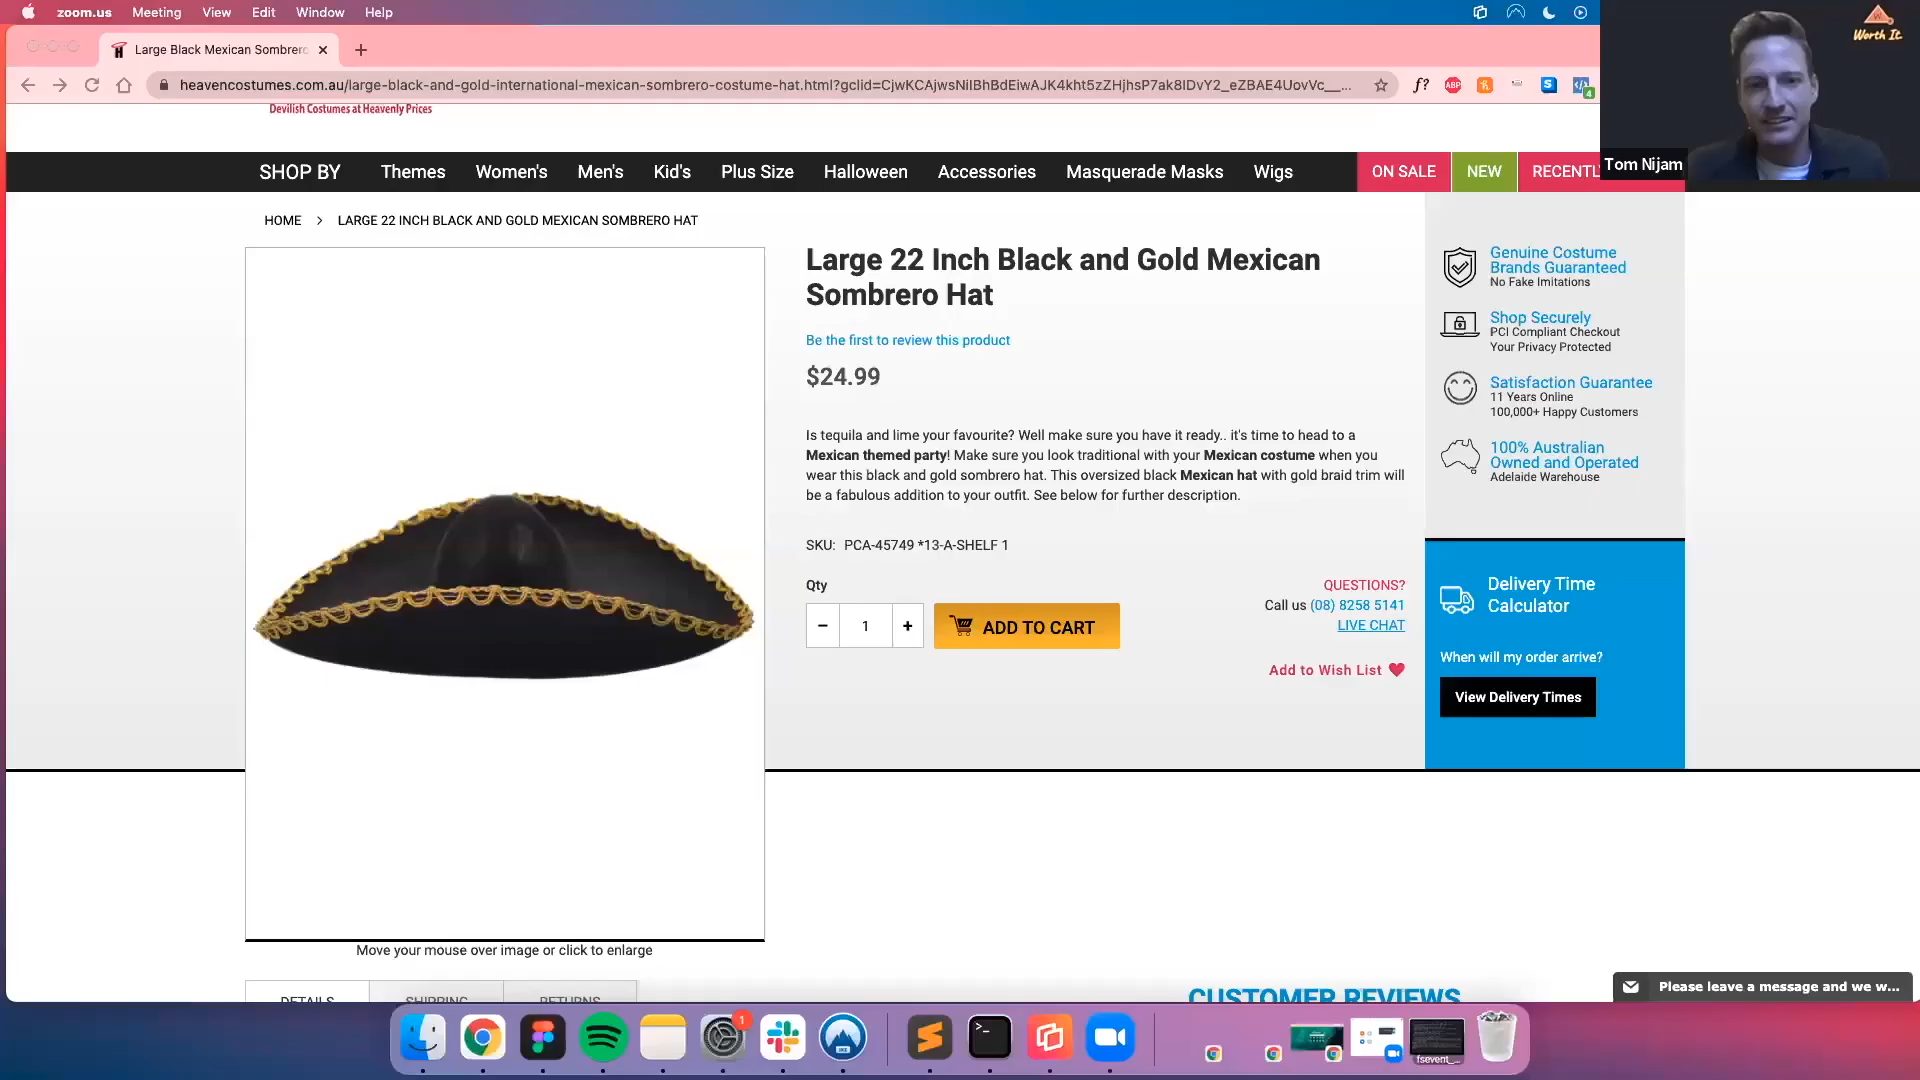 zoom.us Meeting View Edit Window Help
Large Black Mexican Sombrero
heavencostumes.com.au/large-black-and-gold-international-mexican-sombrero-costume-hat.html?gclid=CjwKCAjwsNiIBhBdEiwAJK4kht5zZHjhsP7ak8IDvY2_eZBAE4UovVc__...
f?
ABP
S
4
Worth It.
Tom Nijam
Devilish Costumes at Heavenly Prices
SHOP BY Themes Women's Men's Kid's Plus Size Halloween Accessories Masquerade Masks Wigs ON SALE NEW RECENTL
HOME > LARGE 22 INCH BLACK AND GOLD MEXICAN SOMBRERO HAT
Large 22 Inch Black and Gold Mexican
Sombrero Hat
Be the first to review this product
$24.99
Is tequila and lime your favourite? Well make sure you have it ready.. it's time to head to a
Mexican themed party! Make sure you look traditional with your Mexican costume when you
wear this black and gold sombrero hat. This oversized black Mexican hat with gold braid trim will
be a fabulous addition to your outfit. See below for further description.
SKU: PCA-45749 *13-A-SHELF 1
Qty
− 1 +
ADD TO CART
QUESTIONS?
Call us (08) 8258 5141
LIVE CHAT
Add to Wish List
Genuine Costume
Brands Guaranteed
No Fake Imitations
Shop Securely
PCI Compliant Checkout
Your Privacy Protected
Satisfaction Guarantee
11 Years Online
100,000+ Happy Customers
100% Australian
Owned and Operated
Adelaide Warehouse
Delivery Time
Calculator
When will my order arrive?
View Delivery Times
Move your mouse over image or click to enlarge
DETAILS SHIPPING RETURNS
CUSTOMER REVIEWS
Please leave a message and we w...
1
fsevent_...